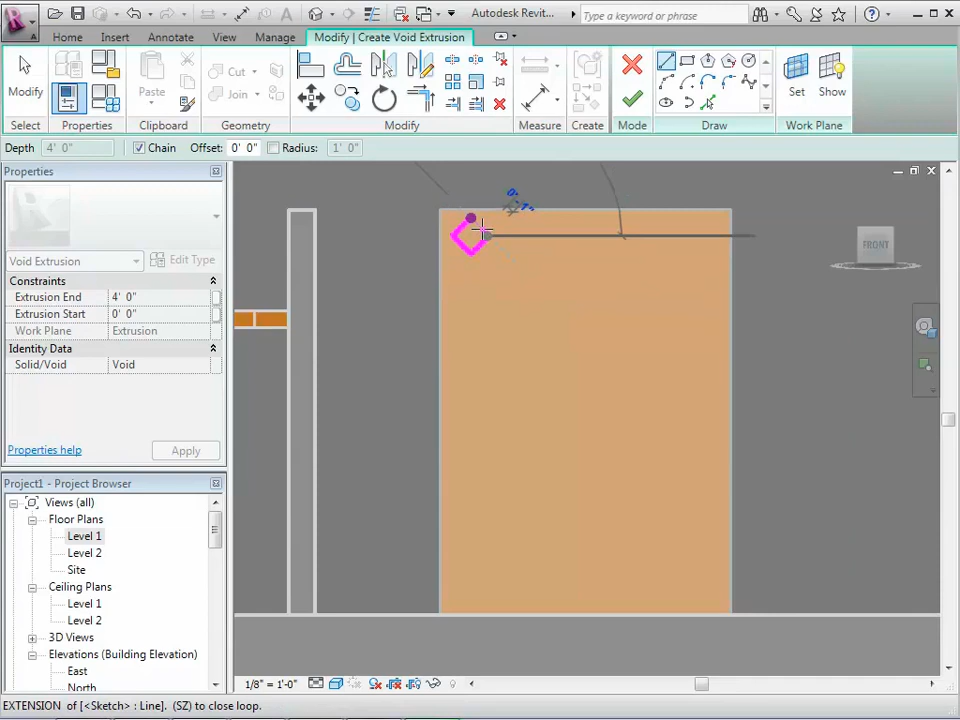 Autodesk Revit...
Type a keyword or phrase
Home Insert Annotate View Manage Modify | Create Void Extrusion
Modify
Paste
Cut
Join
Set Show
Select Properties Clipboard Geometry Modify Measure Create Mode Draw Work Plane
Depth 4' 0" Chain Offset: 0' 0" Radius: 1' 0"
Properties
Void Extrusion Edit Type
Constraints
Extrusion End 4' 0"
Extrusion Start 0' 0"
Work Plane Extrusion
Identity Data
Solid/Void Void
Properties help Apply
Project1 - Project Browser
Views (all)
Floor Plans
Level 1
Level 2
Site
Ceiling Plans
Level 1
Level 2
3D Views
Elevations (Building Elevation)
East
North
FRONT
1/8" = 1'-0"
EXTENSION of [<Sketch> : Line]. (SZ) to close loop.